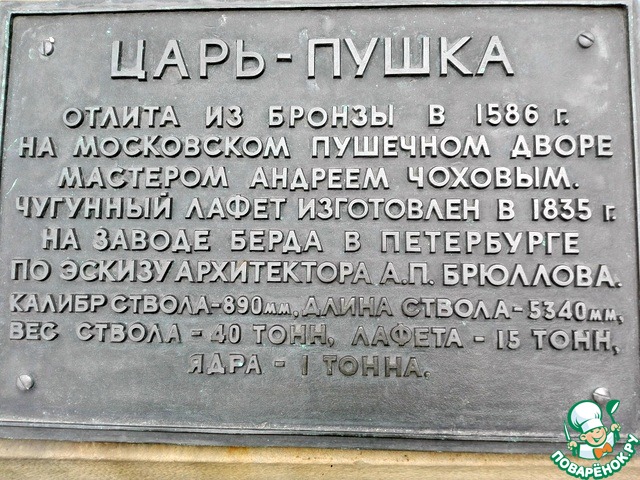 ЦАРЬ-ПУШКА
ОТЛИТА ИЗ БРОНЗЫ В 1586 г.
НА МОСКОВСКОМ ПУШЕЧНОМ ДВОРЕ
МАСТЕРОМ АНДРЕЕМ ЧОХОВЫМ.
ЧУГУННЫЙ ЛАФЕТ ИЗГОТОВЛЕН В 1835 г.
НА ЗАВОДЕ БЕРДА В ПЕТЕРБУРГЕ
ПО ЭСКИЗУ АРХИТЕКТОРА А.П. БРЮЛЛОВА.
КАЛИБР СТВОЛА-890мм, ДЛИНА СТВОЛА-5340мм,
ВЕС СТВОЛА - 40 ТОНН, ЛАФЕТА - 15 ТОНН,
ЯДРА - 1 ТОННА.
ПОВАРЁНОК.РУ